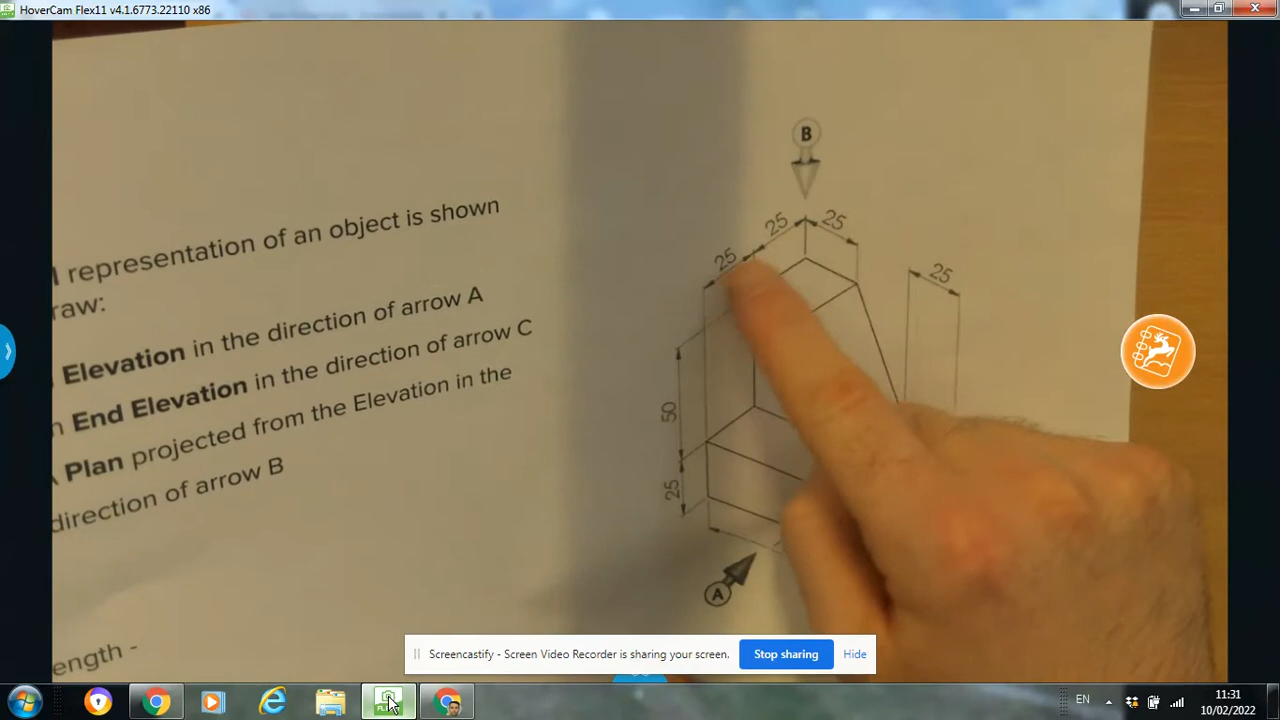 HoverCam Flex11 v4.1.6773.22110 x86
representation of an object is shown
raw:
Elevation in the direction of arrow A
End Elevation in the direction of arrow C
Plan projected from the Elevation in the
direction of arrow B
ength -
B
25
25
25
25
50
25
A
Screencastify - Screen Video Recorder is sharing your screen.
Stop sharing
Hide
EN
11:31
10/02/2022